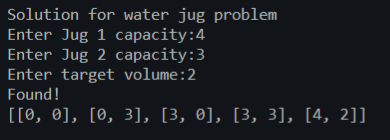 Solution for water jug problem
Enter Jug 1 capacity:4
Enter Jug 2 capacity:3
Enter target volume:2
Found!
[[0, 0], [0, 3], [3, 0], [3, 3], [4, 2]]